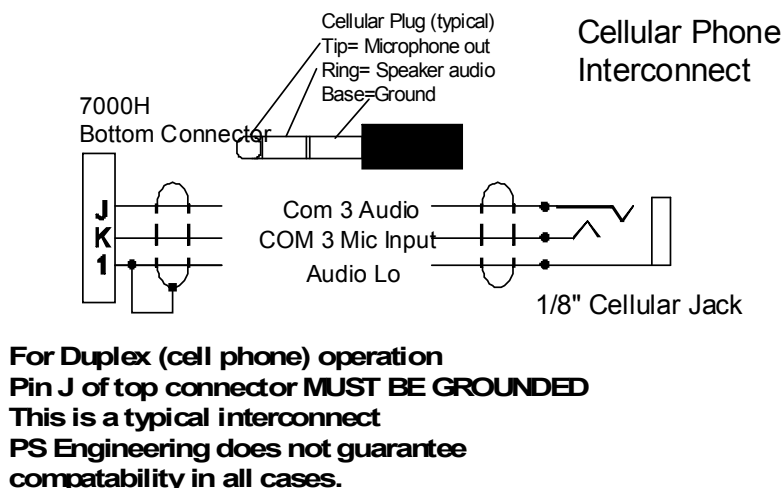 Cellular Plug (typical)
Tip= Microphone out
Ring= Speaker audio
Base=Ground
Cellular Phone
Interconnect
7000H
Bottom Connector
J
K
1
Com 3 Audio
COM 3 Mic Input
Audio Lo
1/8" Cellular Jack
For Duplex (cell phone) operation
Pin J of top connector MUST BE GROUNDED
This is a typical interconnect
PS Engineering does not guarantee
compatability in all cases.